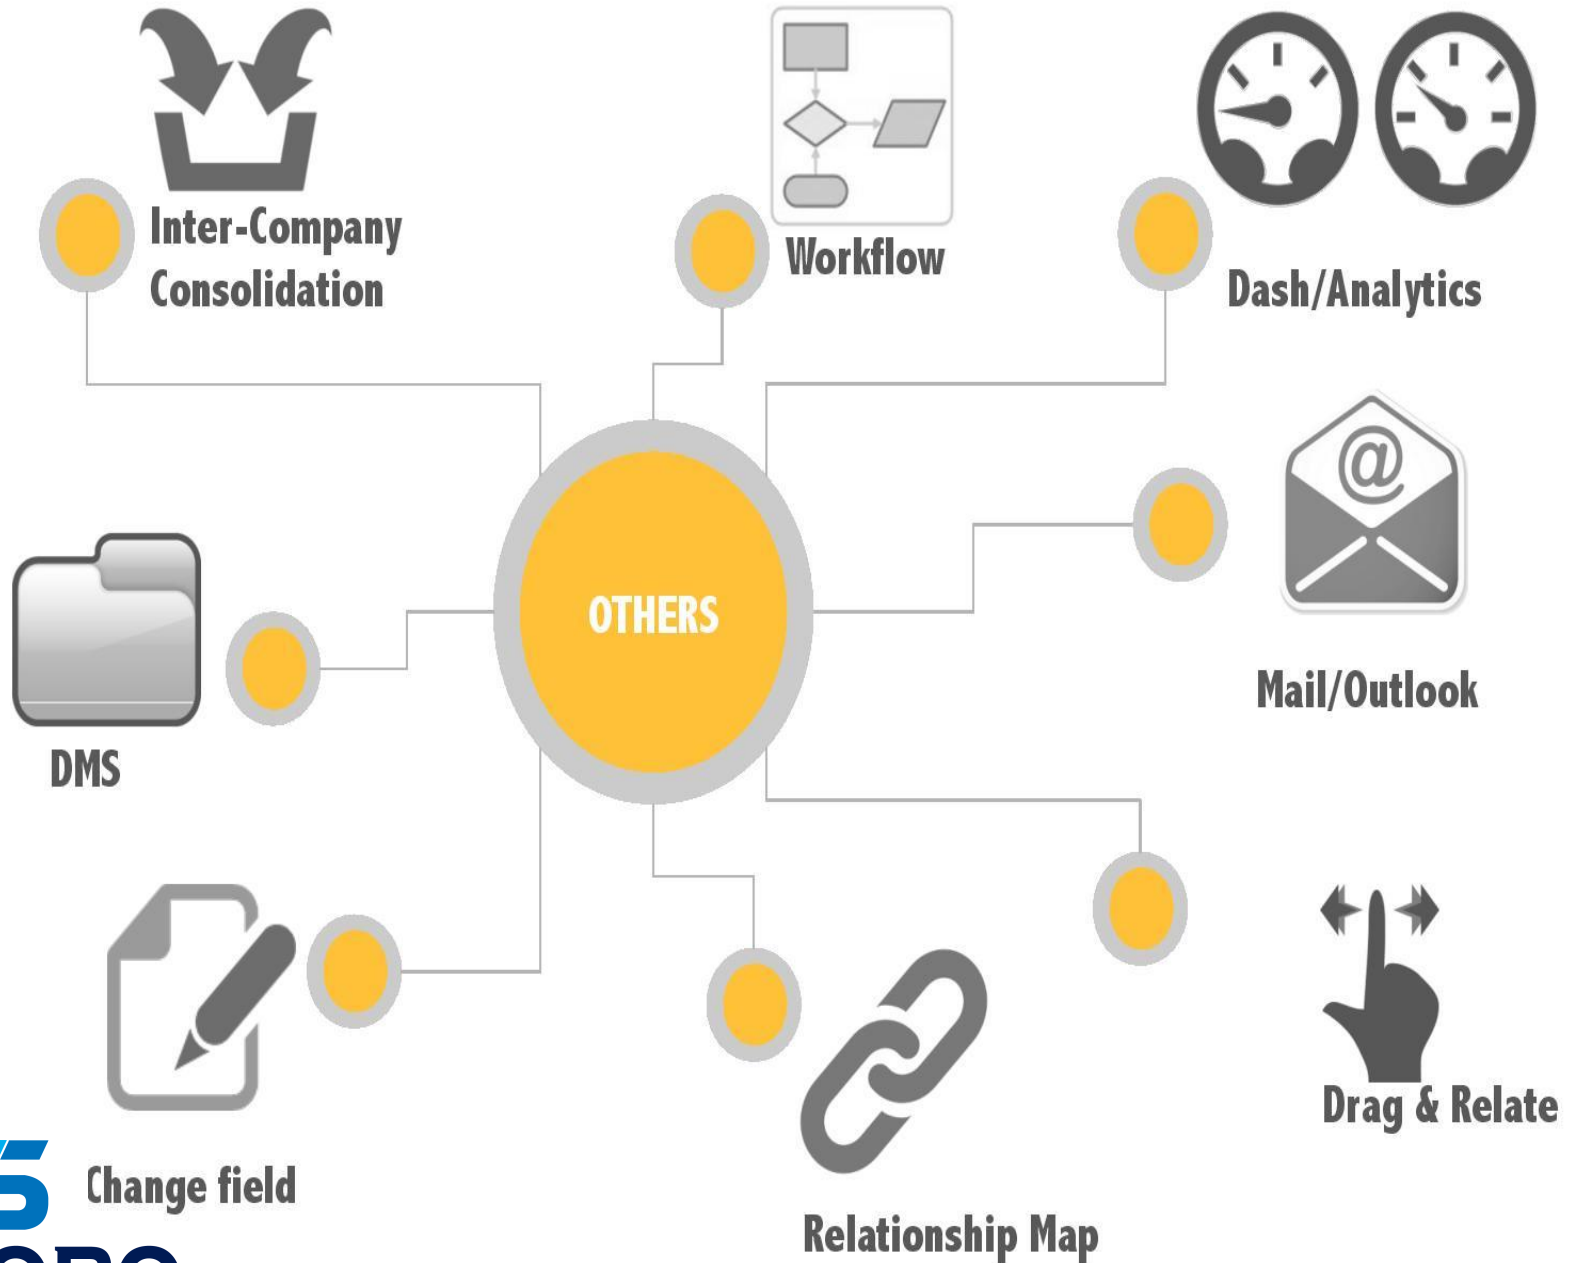 Inter-Company
Consolidation
Workflow
Dash/Analytics
@
OTHERS
Mail/Outlook
DMS
Drag & Relate
Change field
Relationship Map